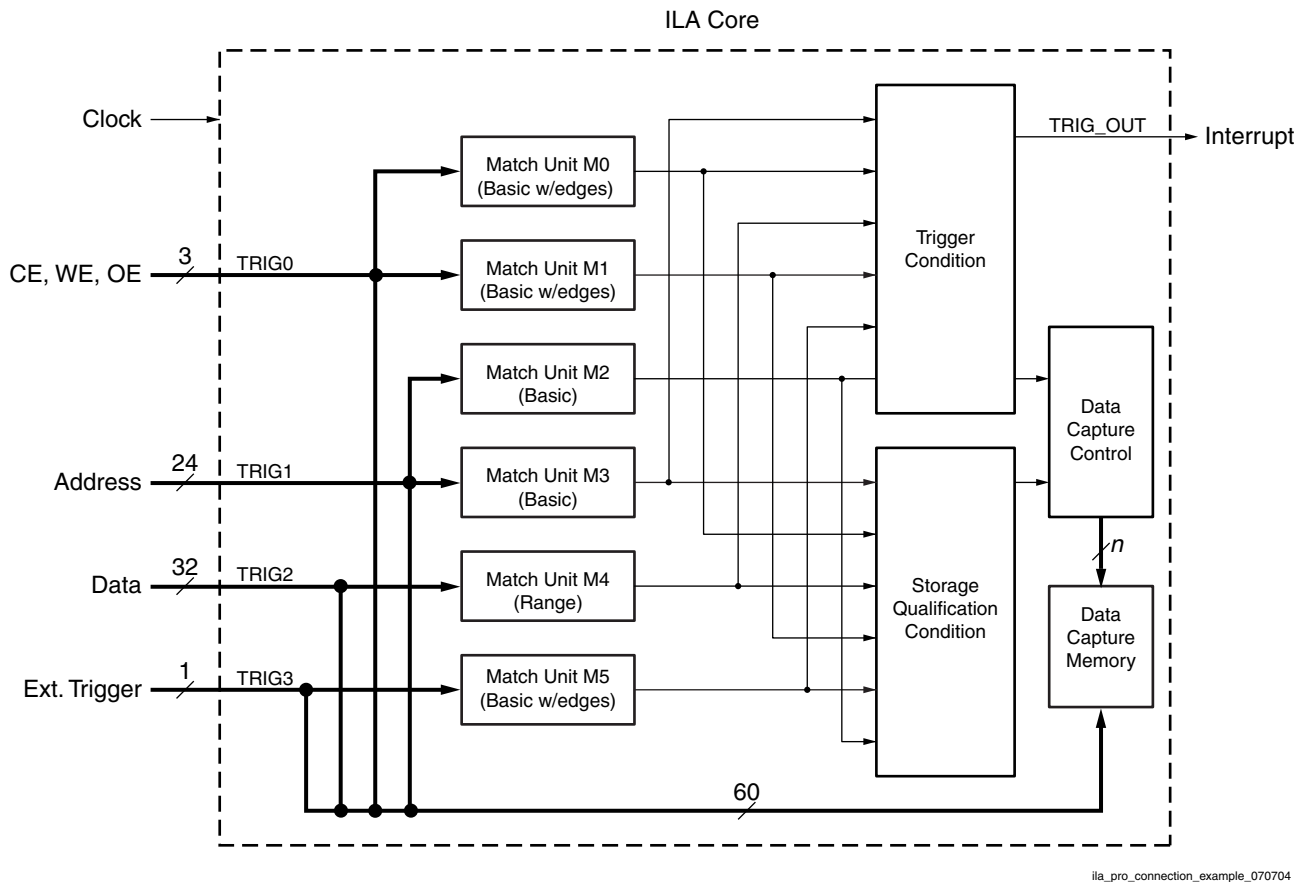 ILA Core
Clock
TRIG_OUT
Interrupt
Match Unit M0
(Basic w/edges)
Trigger
Condition
3
CE, WE, OE
TRIG0
Match Unit M1
(Basic w/edges)
Match Unit M2
(Basic)
Data
Capture
Control
24
Address
TRIG1
Match Unit M3
(Basic)
n
32
Data
TRIG2
Match Unit M4
(Range)
Storage
Qualification
Condition
Data
Capture
Memory
1
Ext. Trigger
TRIG3
Match Unit M5
(Basic w/edges)
60
ila_pro_connection_example_070704